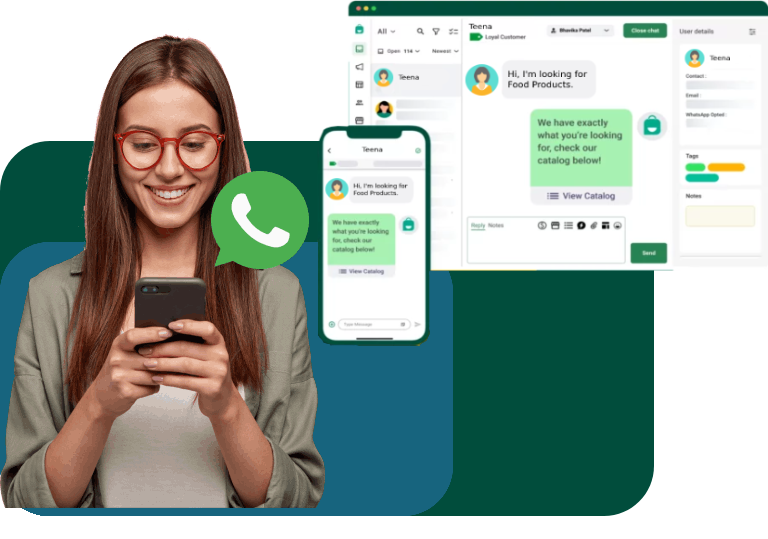 Teena
Loyal Customer
Bhavika Patel
Close chat
All
Open 114
Newest
Teena
Hi, I'm looking for
Food Products.
We have exactly
what you're looking
for, check our
catalog below!
View Catalog
Reply Notes
Send
User details
Teena
Contact :
Email :
WhatsApp Opted :
Tags
Notes
Teena
Hi, I'm looking for
Food Products.
We have exactly
what you're looking
for, check our
catalog below!
View Catalog
Type Message